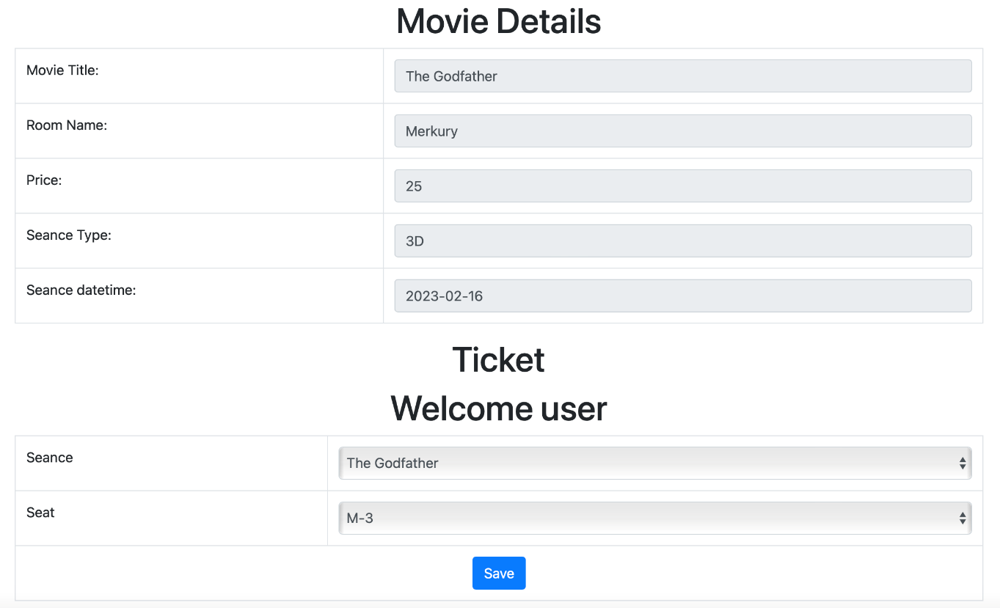 Movie Details
Movie Title: The Godfather
Room Name: Merkury
Price: 25
Seance Type: 3D
Seance datetime: 2023-02-16
Ticket
Welcome user
Seance The Godfather
Seat M-3
Save